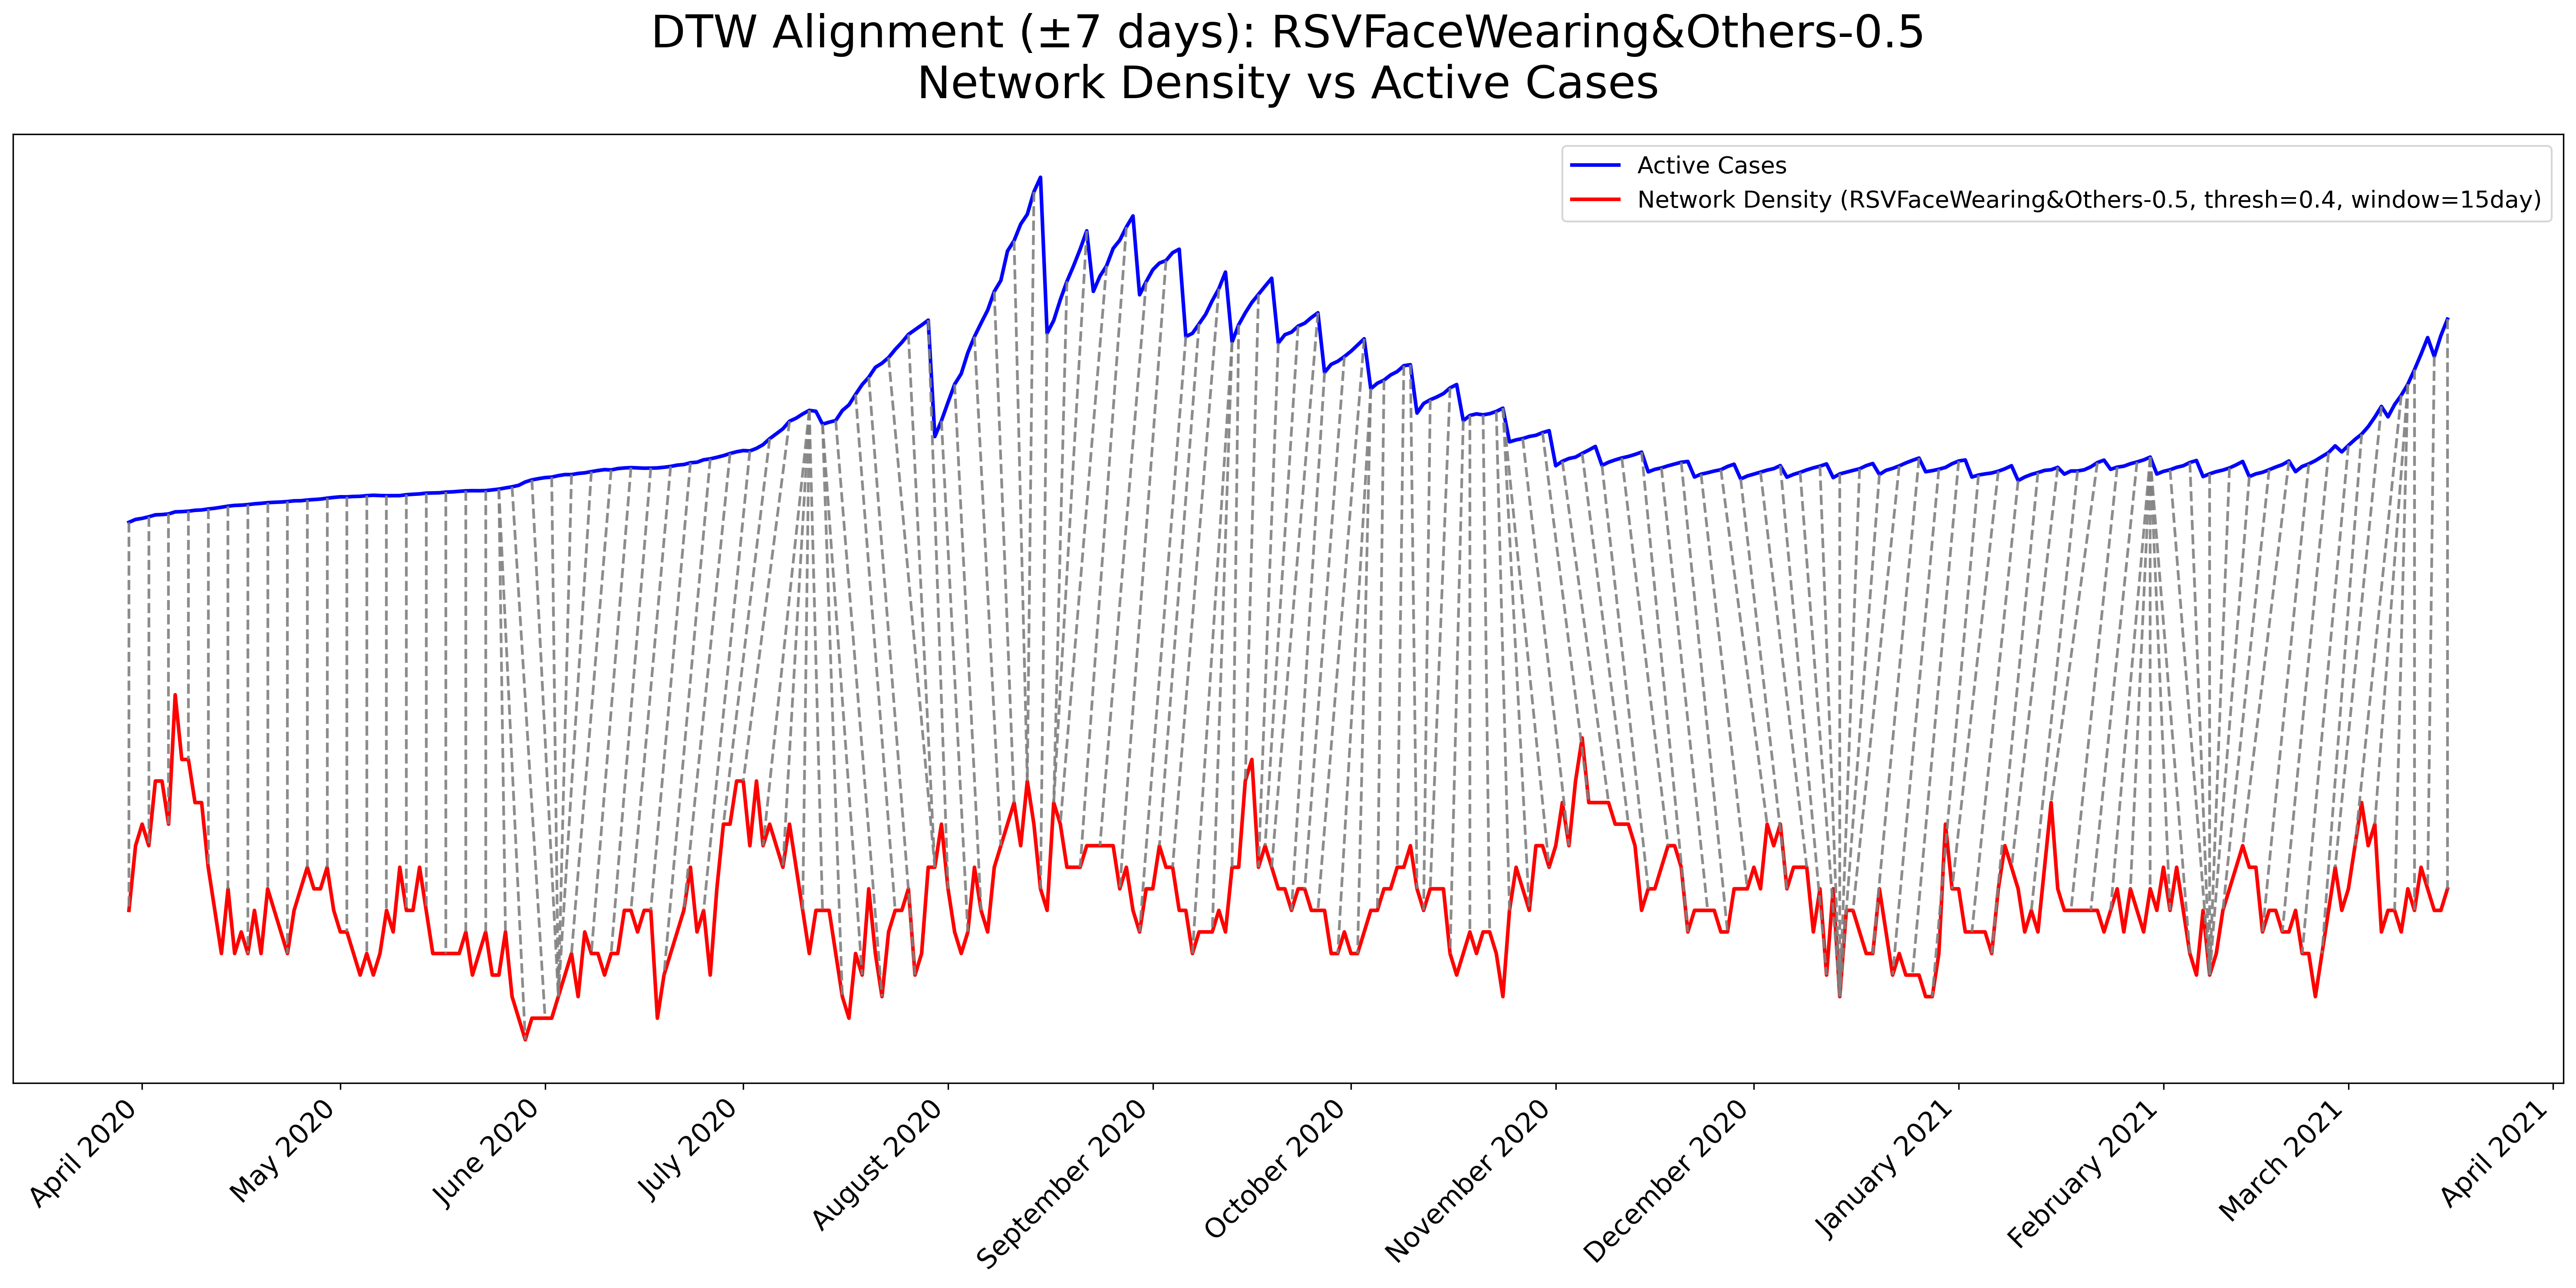 DTW Alignment (±7 days): RSVFaceWearing&Others-0.5
Network Density vs Active Cases
Active Cases
Network Density (RSVFaceWearing&Others-0.5, thresh=0.4, window=15day)
April 2020
May 2020
June 2020
July 2020
August 2020
September 2020
October 2020
November 2020
December 2020
January 2021
February 2021
March 2021
April 2021